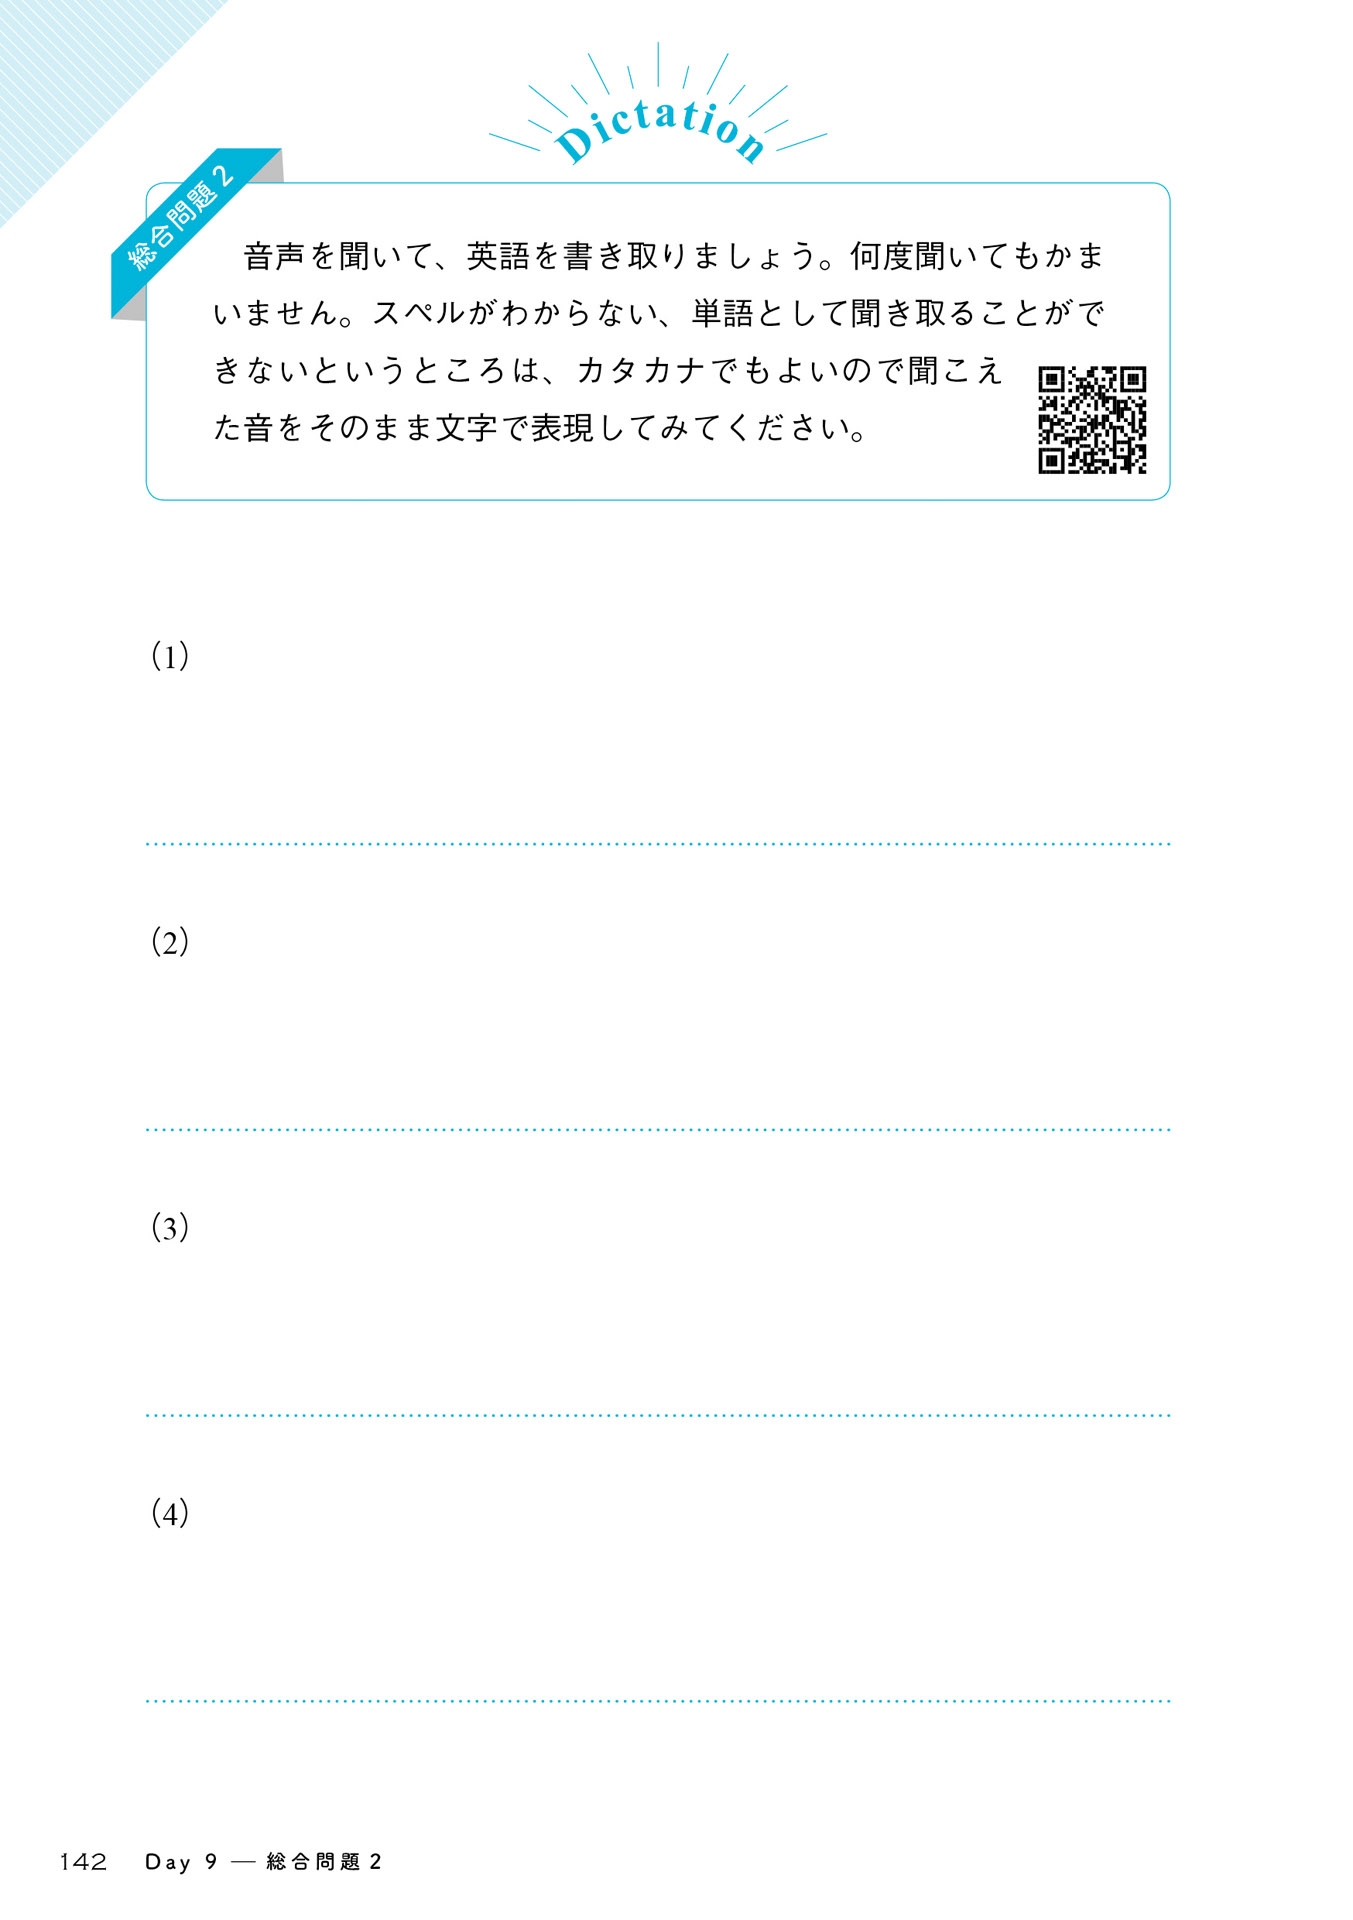 Dictation
総合問題2
音声を聞いて、英語を書き取りましょう。何度聞いてもかま
いません。スペルがわからない、単語として聞き取ることがで
きないというところは、カタカナでもよいので聞こえ
た音をそのまま文字で表現してみてください。
(1)
(2)
(3)
(4)
142 Day 9 — 総合問題2